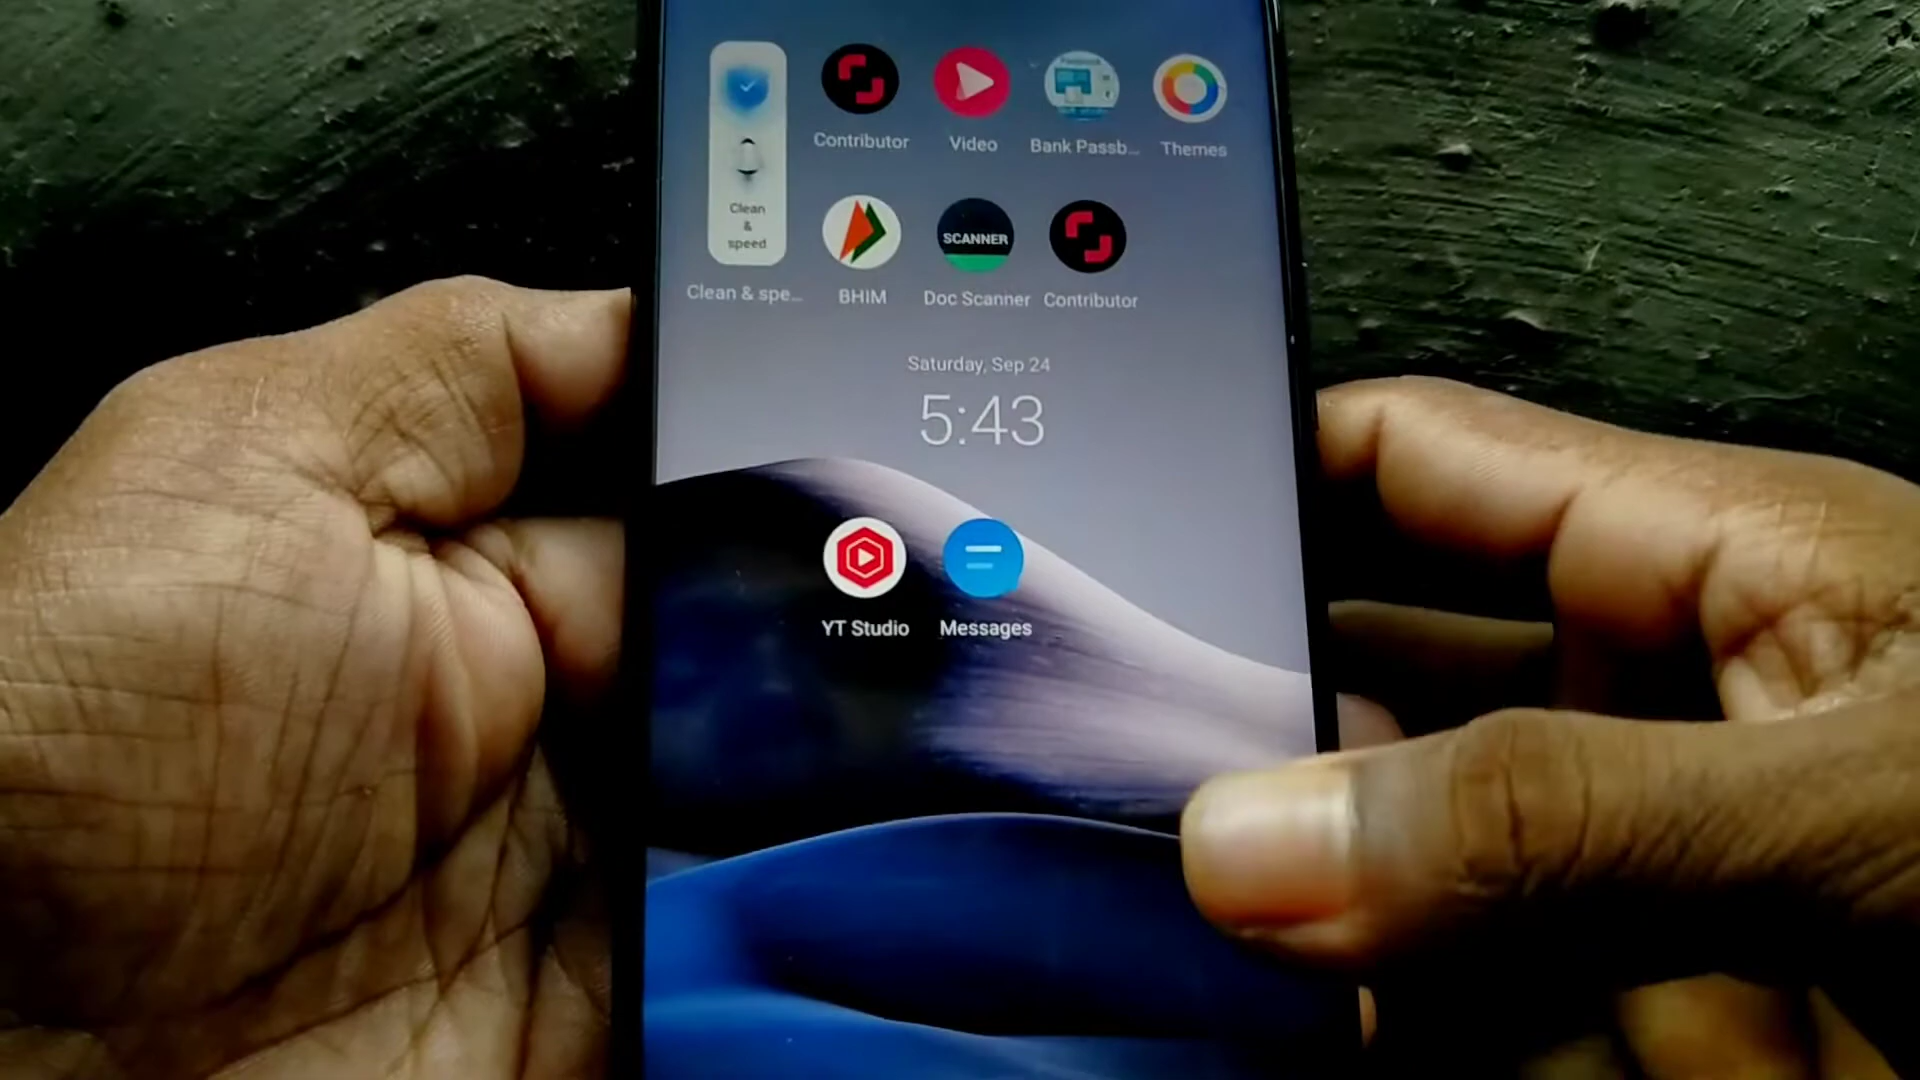 Contributor
Video
Bank Passb...
Themes
Clean
&
speed
SCANNER
Clean & spe...
BHIM
Doc Scanner
Contributor
Saturday, Sep 24
5:43
YT Studio
Messages